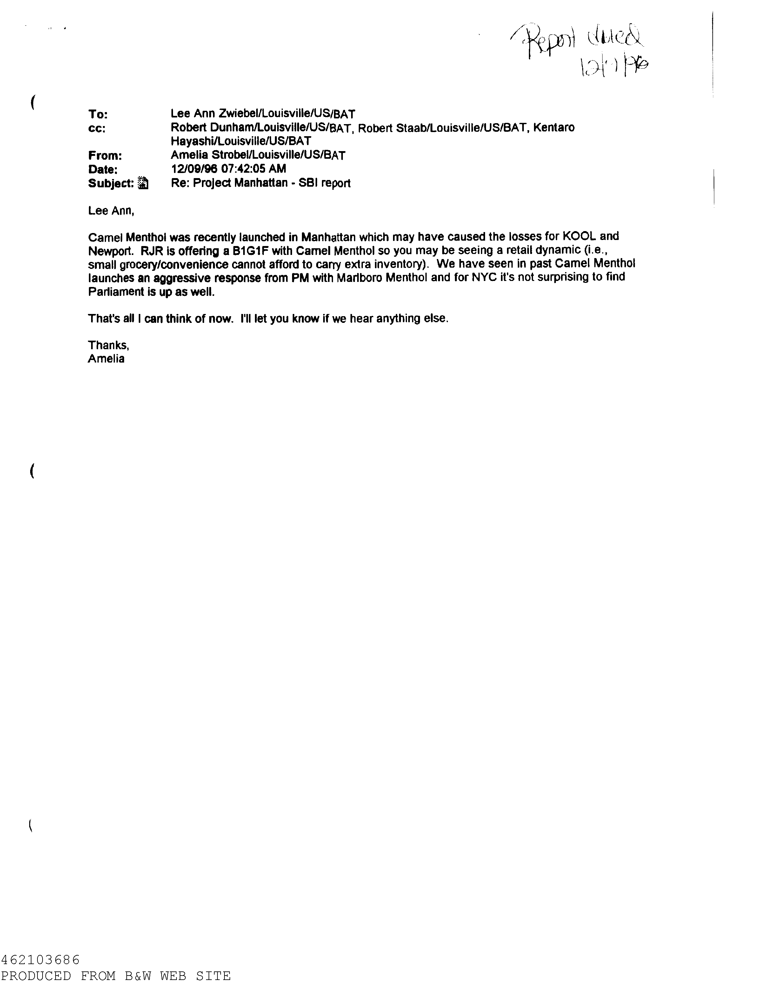 Report dated
12/1/96
To: Lee Ann Zwiebel/Louisville/US/BAT
cc: Robert Dunham/Louisville/US/BAT, Robert Staab/Louisville/US/BAT, Kentaro
Hayashi/Louisville/US/BAT
From: Amelia Strobel/Louisville/US/BAT
Date: 12/09/96 07:42:05 AM
Subject: Re: Project Manhattan - SBI report
Lee Ann,
Camel Menthol was recently launched in Manhattan which may have caused the losses for KOOL and
Newport. RJR is offering a B1G1F with Camel Menthol so you may be seeing a retail dynamic (i.e.,
small grocery/convenience cannot afford to carry extra inventory). We have seen in past Camel Menthol
launches an aggressive response from PM with Marlboro Menthol and for NYC it's not surprising to find
Parliament is up as well.
That's all I can think of now. I'll let you know if we hear anything else.
Thanks,
Amelia
462103686
PRODUCED FROM B&W WEB SITE